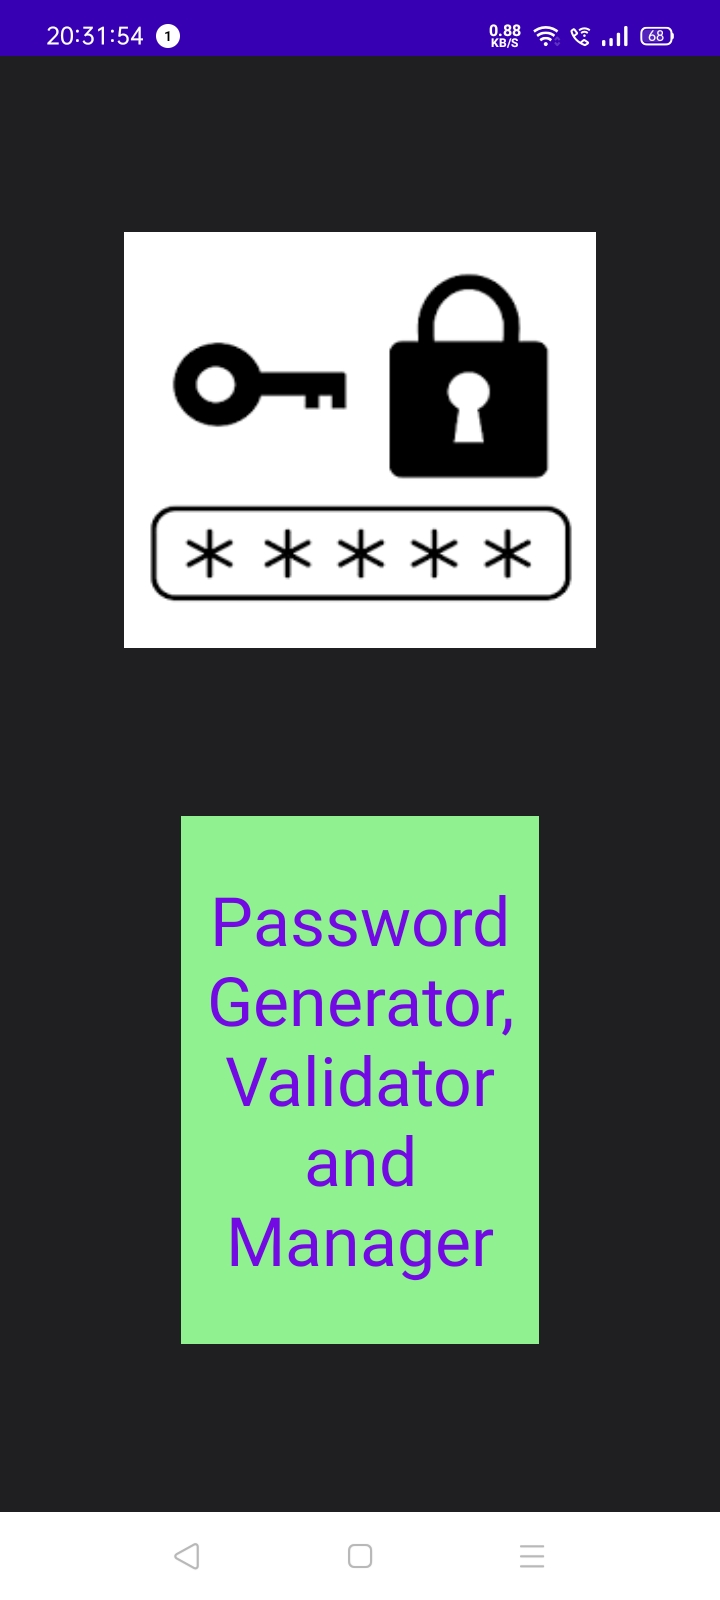 20:31:54 1 0.88 KB/S 68
* * * * *
Password
Generator,
Validator
and
Manager